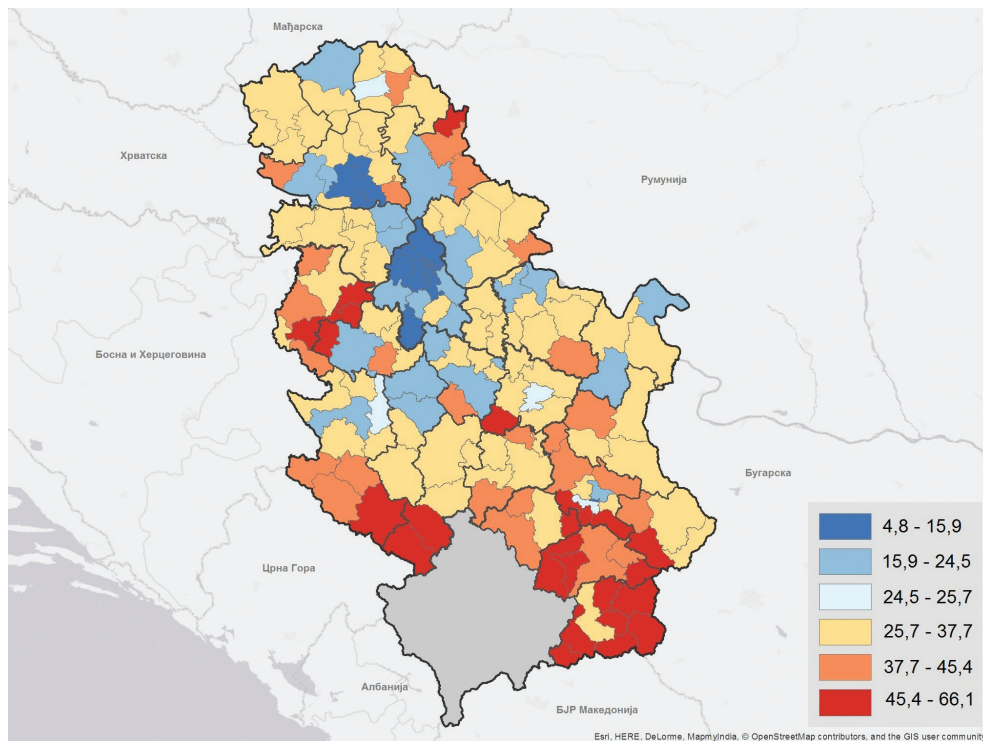 Мађарска
Хрватска
Румунија
Босна и Херцеговина
Бугарска
Црна Гора
Албанија
БЈР Македонија
4,8 - 15,9
15,9 - 24,5
24,5 - 25,7
25,7 - 37,7
37,7 - 45,4
45,4 - 66,1
Esri, HERE, DeLorme, MapmyIndia, © OpenStreetMap contributors, and the GIS user community